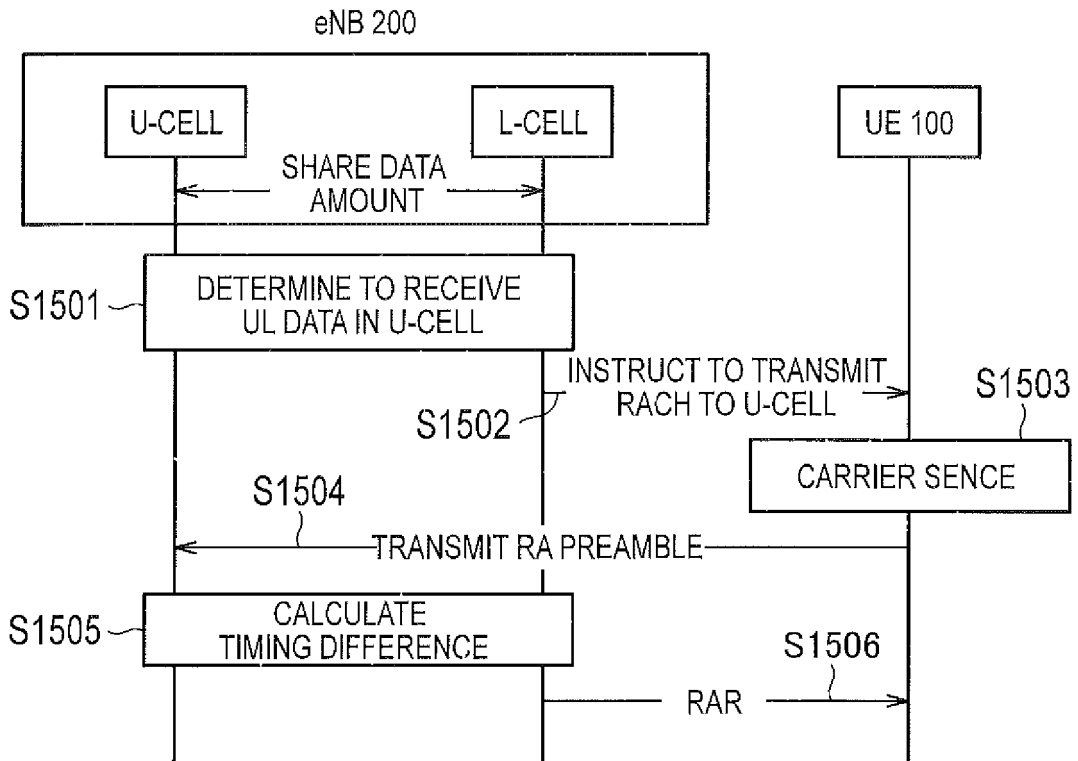 eNB 200
U-CELL
L-CELL
UE 100
SHARE DATA
AMOUNT
S1501
DETERMINE TO RECEIVE
UL DATA IN U-CELL
INSTRUCT TO TRANSMIT
RACH TO U-CELL
S1502
S1503
CARRIER SENCE
S1504
TRANSMIT RA PREAMBLE
S1505
CALCULATE
TIMING DIFFERENCE
S1506
RAR